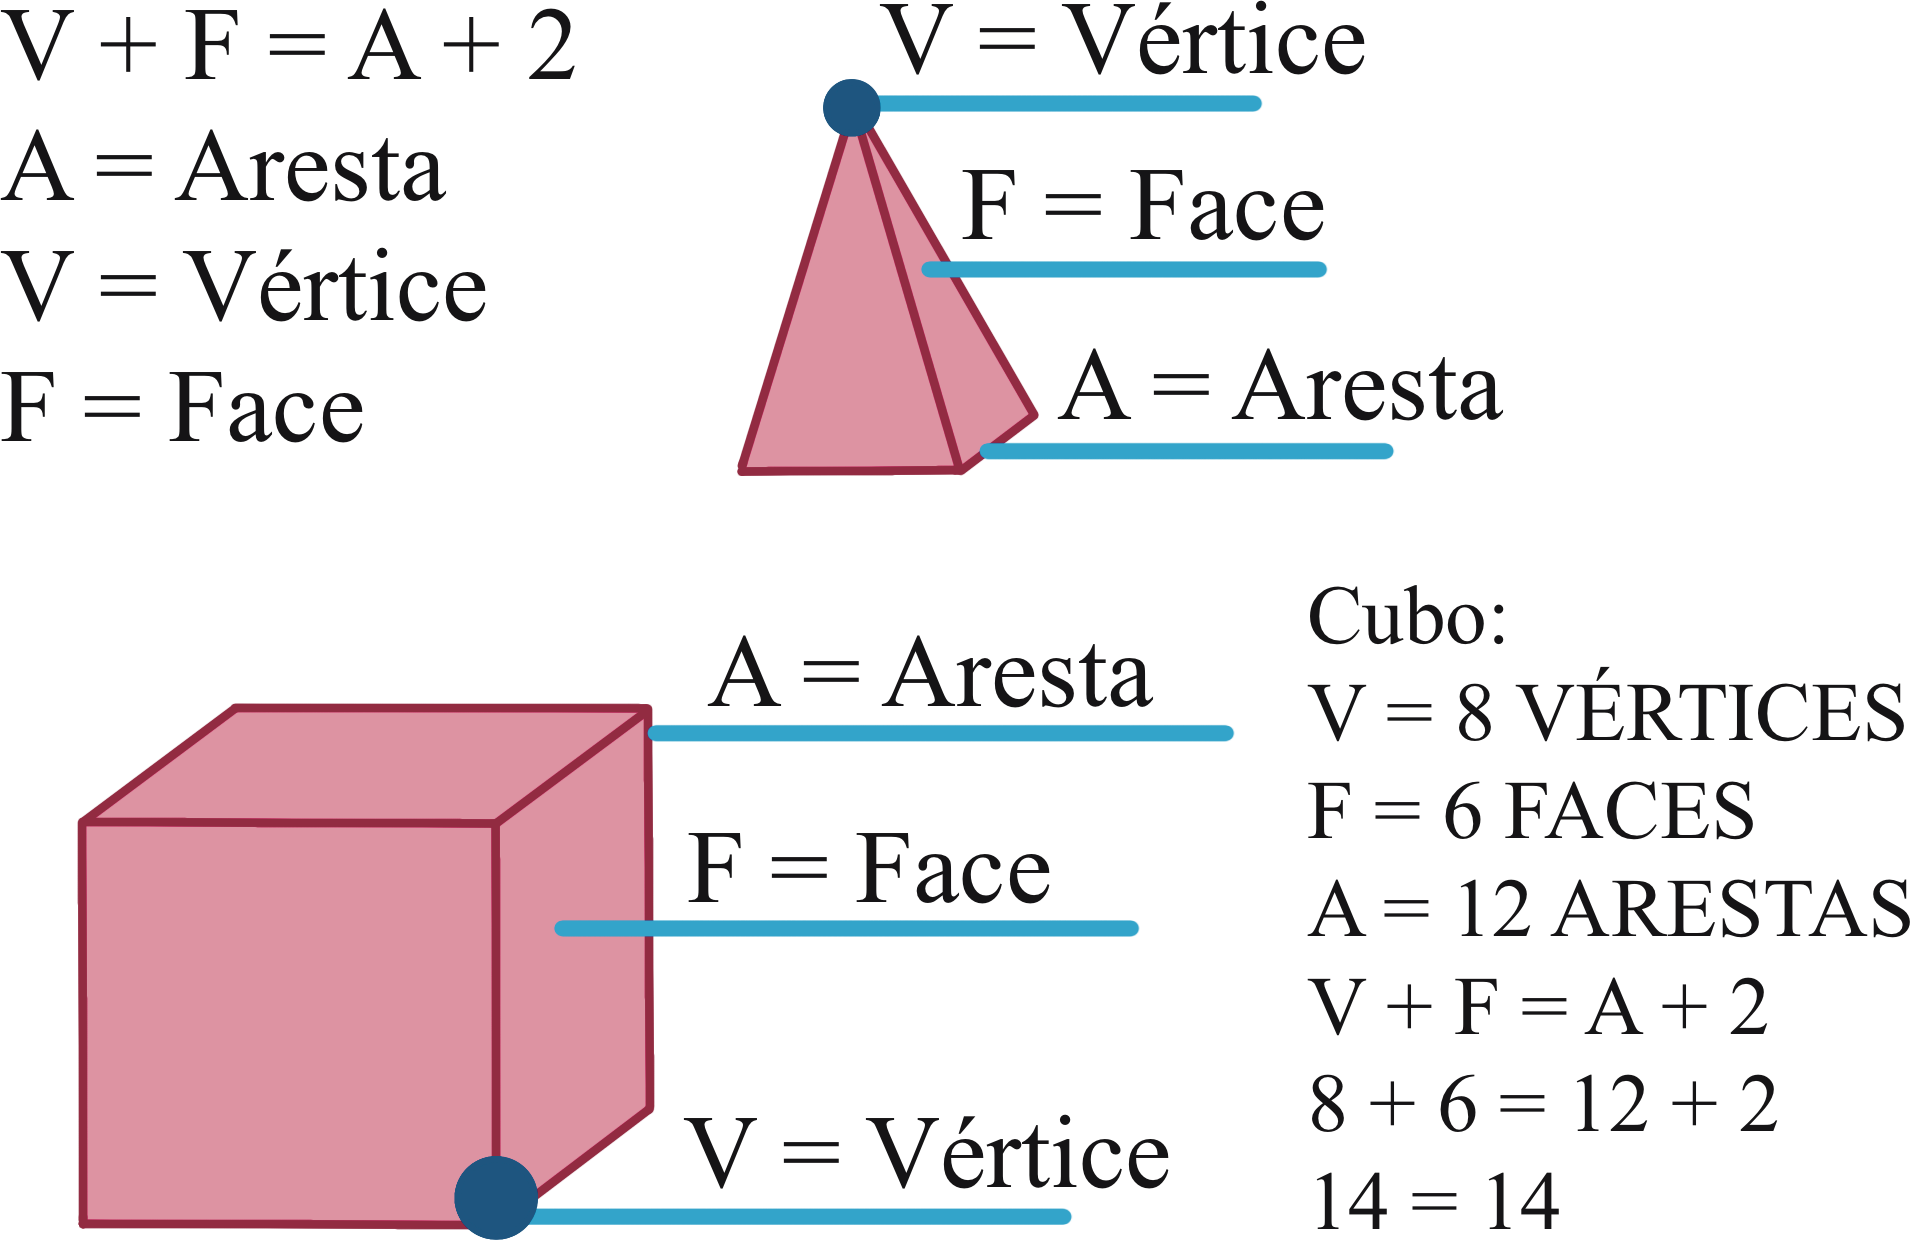 V + F = A + 2
A = Aresta
V = Vértice
F = Face
V = Vértice
F = Face
A = Aresta
A = Aresta
F = Face
V = Vértice
Cubo:
V = 8 VÉRTICES
F = 6 FACES
A = 12 ARESTAS
V + F = A + 2
8 + 6 = 12 + 2
14 = 14